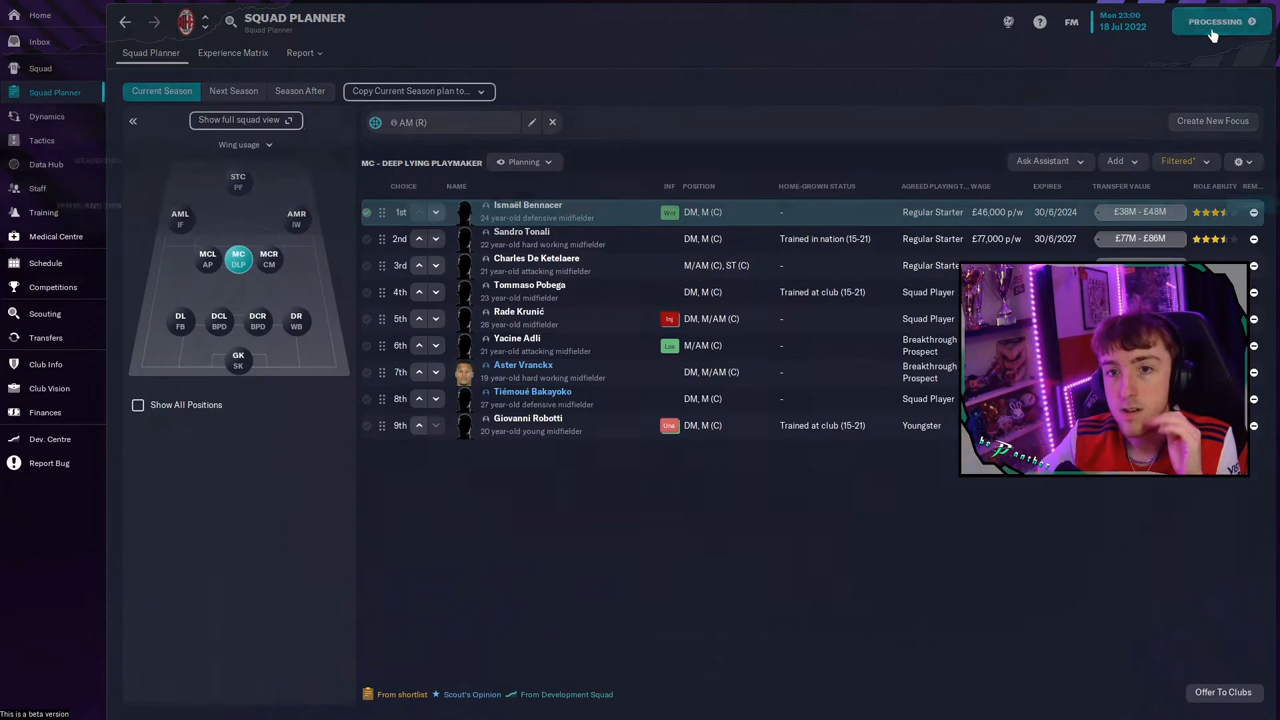 Home
Inbox
Squad
Squad Planner
Dynamics
Tactics
Data Hub
Staff
Training
Medical Centre
Schedule
Competitions
Scouting
Transfers
Club Info
Club Vision
Finances
Dev. Centre
Report Bug
This is a beta version
SQUAD PLANNER
Squad Planner
FM
Mon 23:00
18 Jul 2022
PROCESSING
Squad Planner Experience Matrix Report
Current Season Next Season Season After Copy Current Season plan to...
Show full squad view
Wing usage
STC
PF
AML
IF
AMR
IW
MCL
AP
MC
DLP
MCR
CM
DL
FB
DCL
BPD
DCR
BPD
DR
WB
GK
SK
Show All Positions
AM (R)
Create New Focus
MC - DEEP LYING PLAYMAKER Planning Ask Assistant Add Filtered*
CHOICE NAME INF POSITION HOME-GROWN STATUS AGREED PLAYING T... WAGE EXPIRES TRANSFER VALUE ROLE ABILITY REM...
1st Ismaël Bennacer Wnt DM, M (C) - Regular Starter £46,000 p/w 30/6/2024 £38M - £48M
24 year-old defensive midfielder
2nd Sandro Tonali DM, M (C) Trained in nation (15-21) Regular Starter £77,000 p/w 30/6/2027 £77M - £86M
22 year-old hard working midfielder
3rd Charles De Ketelaere M/AM (C), ST (C) - Regular Starter
21 year-old attacking midfielder
4th Tommaso Pobega DM, M (C) Trained at club (15-21) Squad Player
23 year-old midfielder
5th Rade Krunić Inj DM, M/AM (C) - Squad Player
28 year-old midfielder
6th Yacine Adli Loa M/AM (C) - Breakthrough Prospect
21 year-old attacking midfielder
7th Aster Vranckx DM, M/AM (C) - Breakthrough Prospect
19 year-old hard working midfielder
8th Tiémoué Bakayoko DM, M (C) - Squad Player
27 year-old defensive midfielder
9th Giovanni Robotti Una DM, M (C) Trained at club (15-21) Youngster
20 year-old young midfielder
From shortlist Scout's Opinion From Development Squad
Offer To Clubs